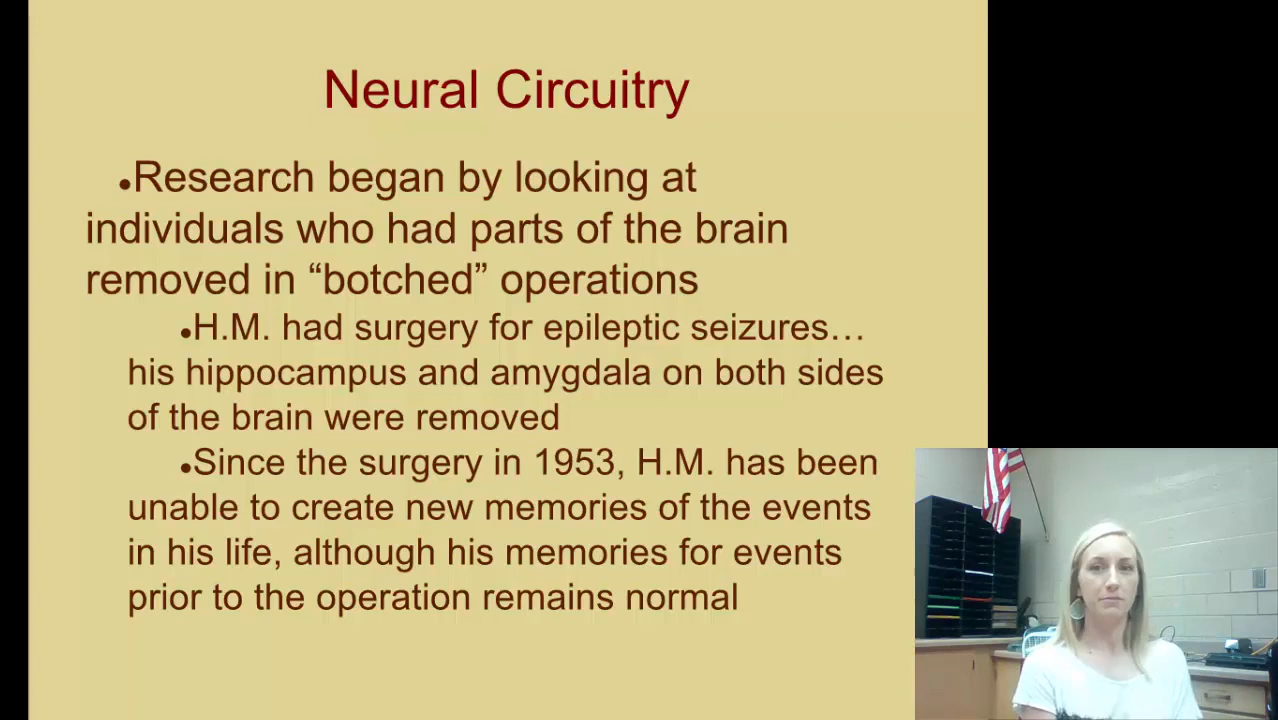 Neural Circuitry
●Research began by looking at
individuals who had parts of the brain
removed in “botched” operations
●H.M. had surgery for epileptic seizures…
his hippocampus and amygdala on both sides
of the brain were removed
●Since the surgery in 1953, H.M. has been
unable to create new memories of the events
in his life, although his memories for events
prior to the operation remains normal